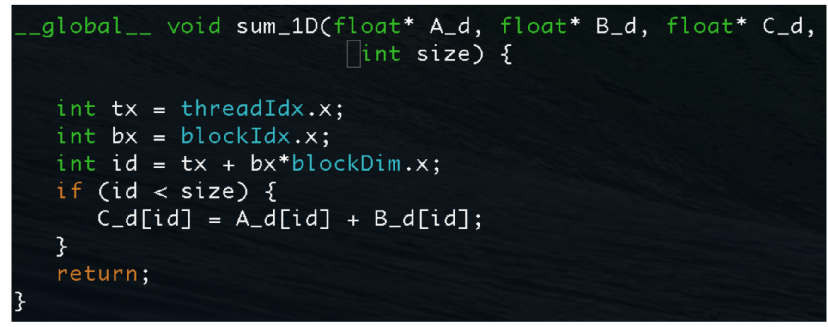 __global__ void sum_1D(float* A_d, float* B_d, float* C_d,
int size) {
int tx = threadIdx.x;
int bx = blockIdx.x;
int id = tx + bx*blockDim.x;
if (id < size) {
C_d[id] = A_d[id] + B_d[id];
}
return;
}